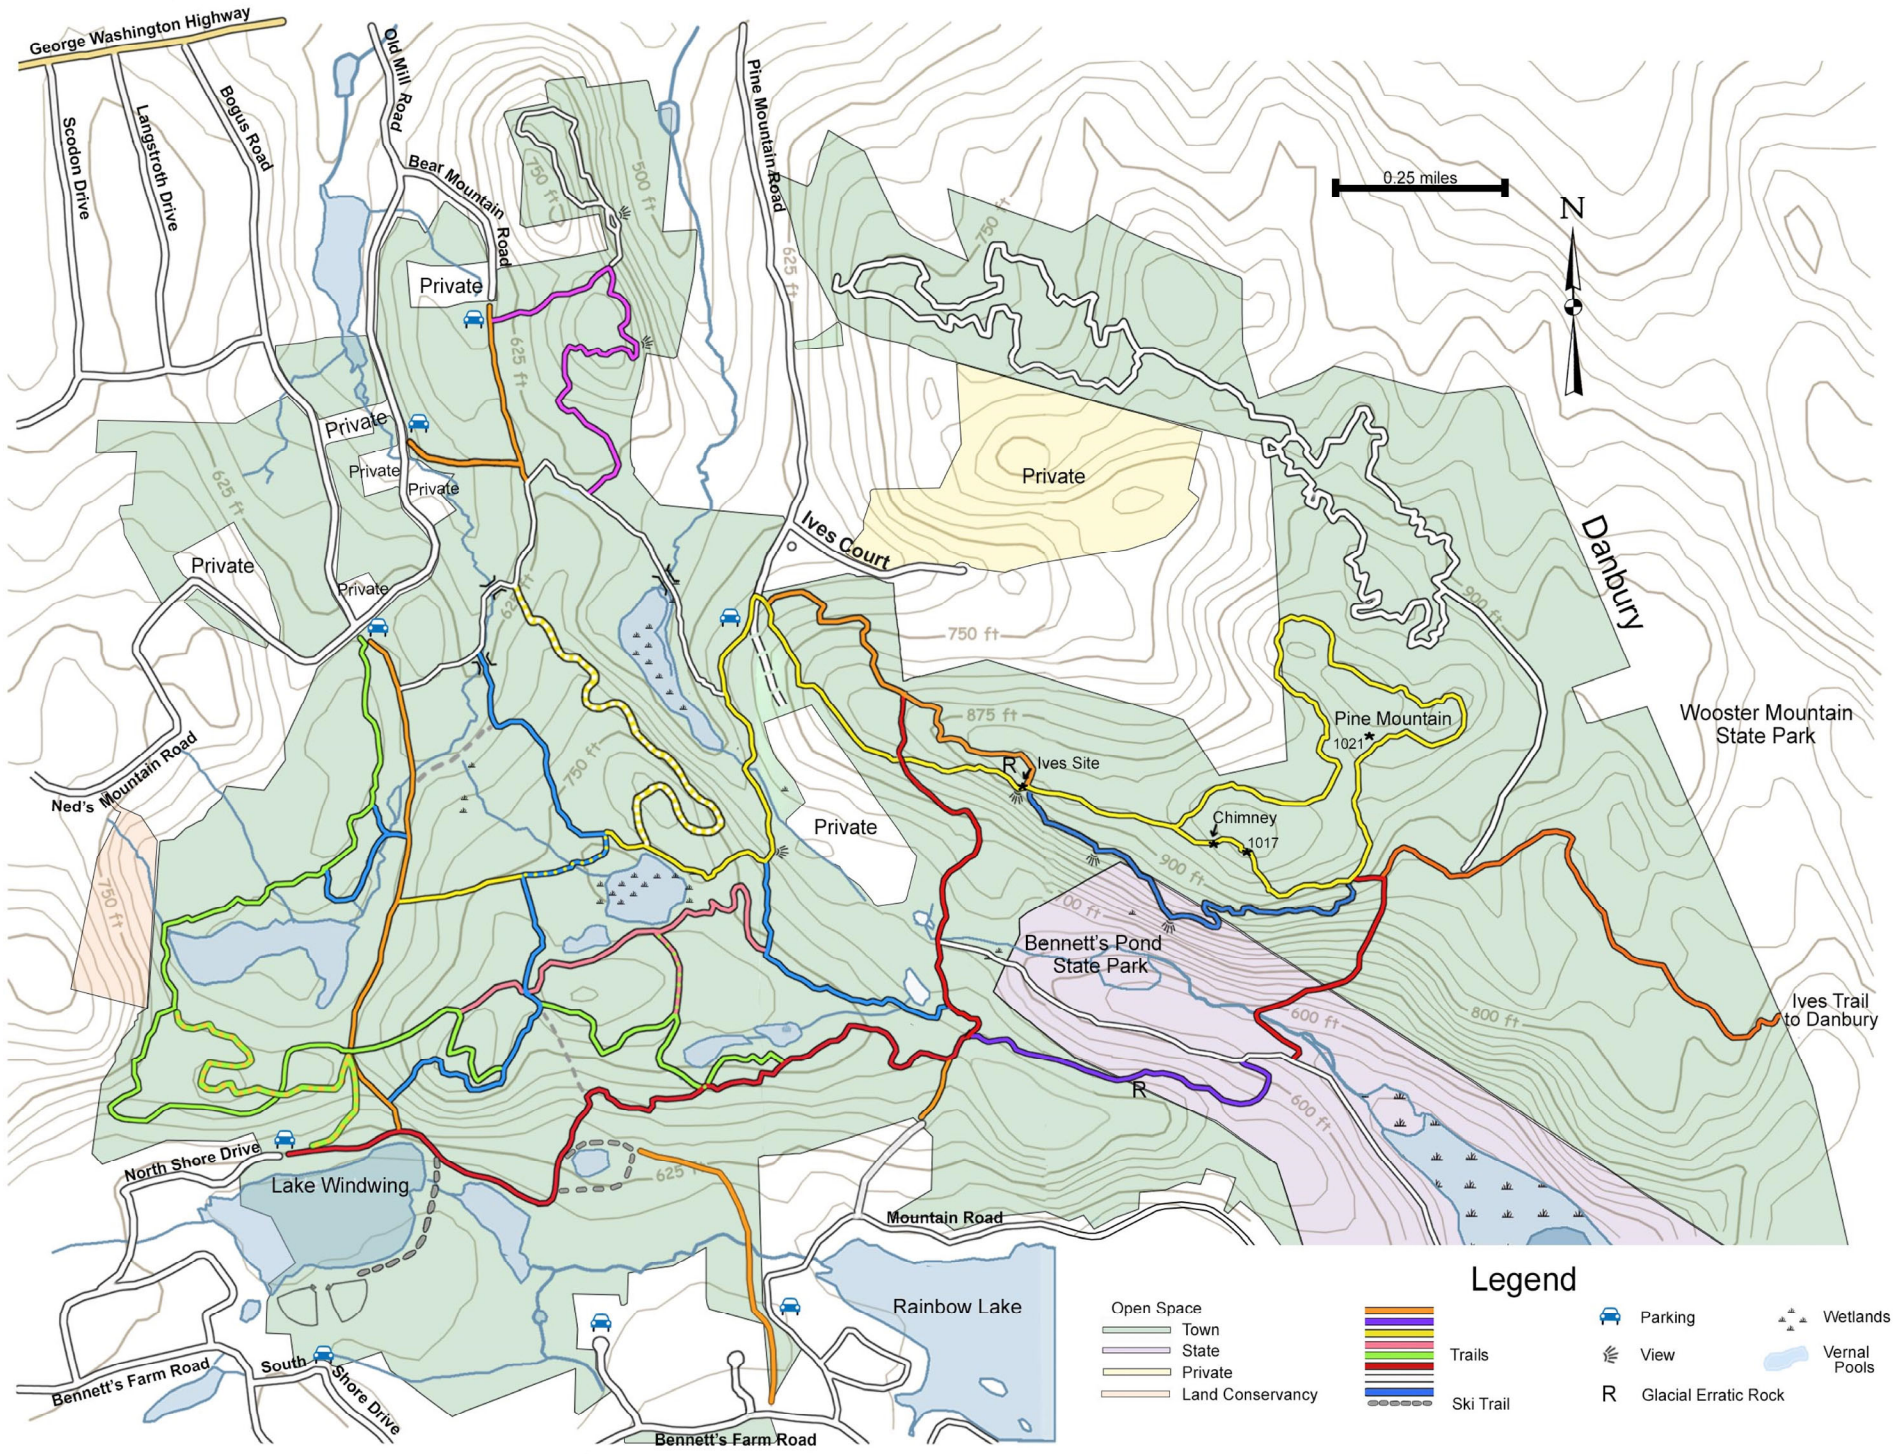 George Washington Highway
Old Mill Road
Pine Mountain Road
Scodon Drive
Langstroth Drive
Bogus Road
Bear Mountain
Road
750 ft
500 ft
0.25 miles
N
750 ft
625 ft
Private
625 ft
Private
Private
Private
625 ft
Private
Ives Court
Danbury
Private
Private
625 ft
900 ft
750 ft
875 ft
Pine Mountain
1021
Wooster Mountain
State Park
Ned's Mountain Road
R
Ives Site
750 ft
Private
Chimney
1017
900 ft
750 ft
700 ft
Bennett's Pond
State Park
Ives Trail
to Danbury
600 ft
800 ft
R
600 ft
North Shore Drive
Lake Windwing
625 ft
Mountain Road
Rainbow Lake
Bennett's Farm Road
South
Shore Drive
Bennett's Farm Road
Legend
Open Space
Town
State
Private
Land Conservancy
Trails
Ski Trail
Parking
View
R
Glacial Erratic Rock
Wetlands
Vernal
Pools